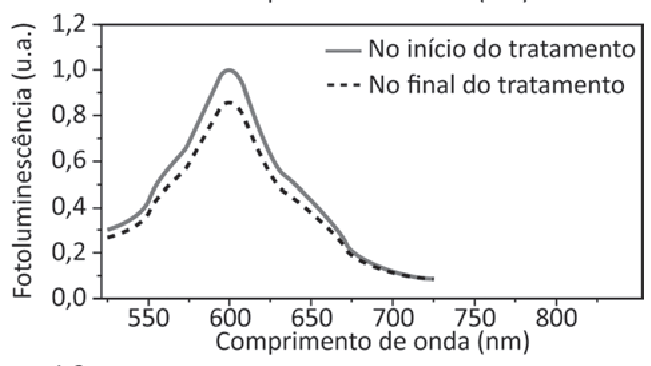 1,2
No início do tratamento
1,0
No final do tratamento
0,8
0,6
0,4
0,2
0,0
Fotoluminescência (u.a.)
550 600 650 700 750 800
Comprimento de onda (nm)